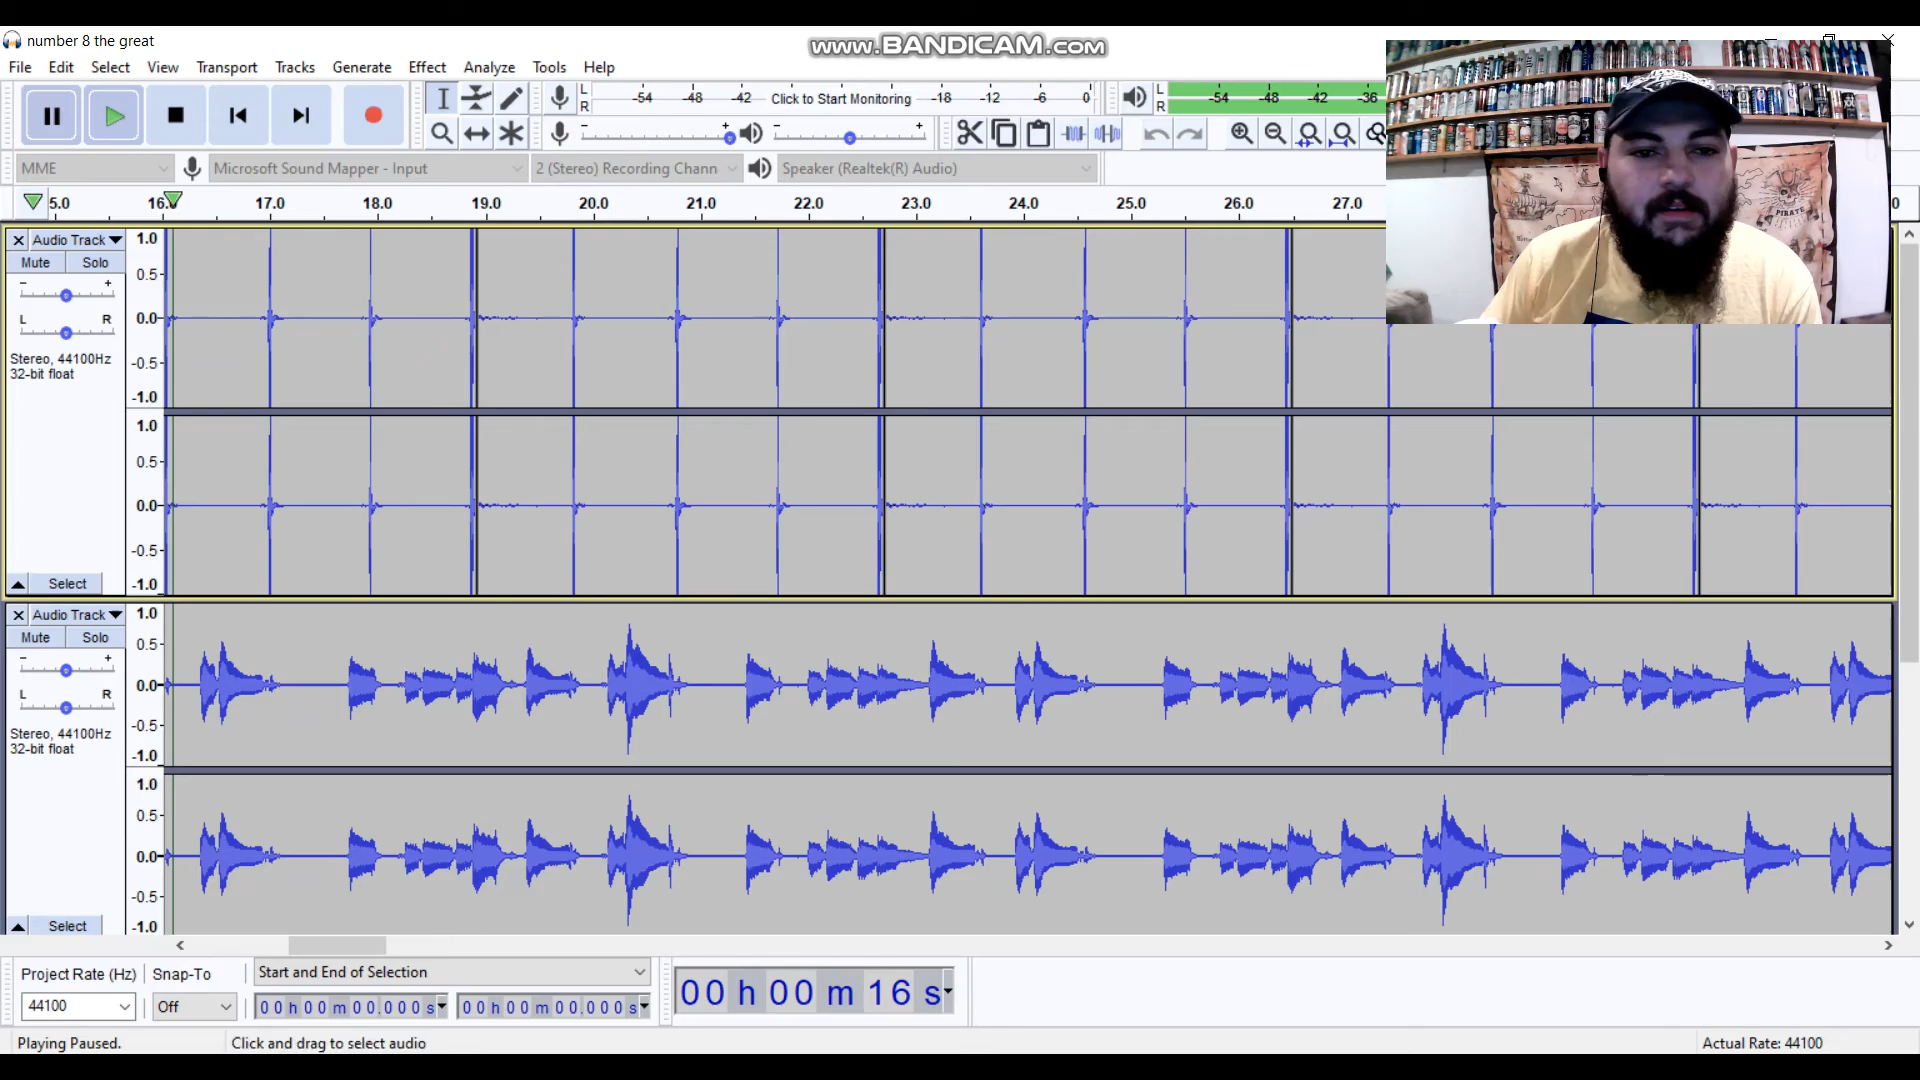 number 8 the great
www.BANDICAM.com
File Edit Select View Transport Tracks Generate Effect Analyze Tools Help
L R -54 -48 -42 Click to Start Monitoring -18 -12 -6 0 L R -54 -48 -42 -36
- + - +
MME Microsoft Sound Mapper - Input 2 (Stereo) Recording Chann Speaker (Realtek(R) Audio)
5.0 16.0 17.0 18.0 19.0 20.0 21.0 22.0 23.0 24.0 25.0 26.0 27.0 0
PIRATE
X Audio Track 1.0
Mute Solo
- + 0.5
L R 0.0
Stereo, 44100Hz -0.5
32-bit float
-1.0
1.0
0.5
0.0
-0.5
Select -1.0
X Audio Track 1.0
Mute Solo 0.5
- +
L R 0.0
Stereo, 44100Hz -0.5
32-bit float -1.0
1.0
0.5
0.0
-0.5
Select -1.0
Project Rate (Hz) Snap-To Start and End of Selection
44100 Off 00 h 00 m 00.000 s 00 h 00 m 00.000 s 00 h 00 m 16 s
Playing Paused. Click and drag to select audio Actual Rate: 44100